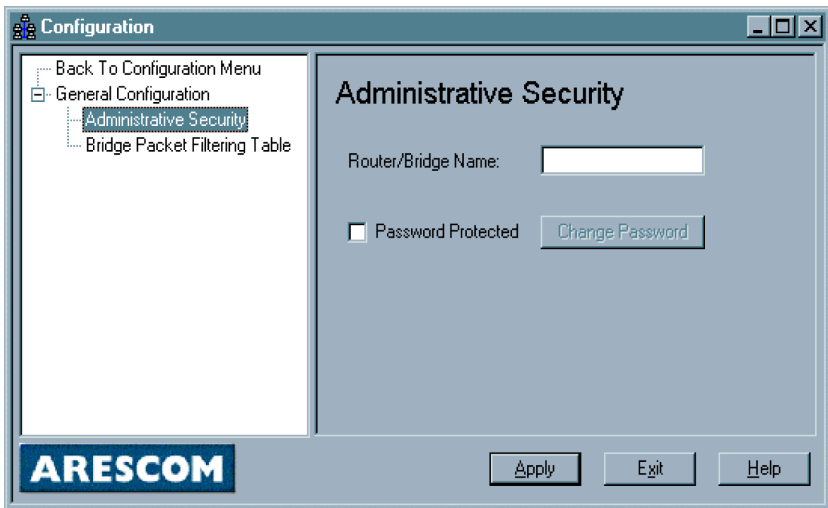 Configuration
Back To Configuration Menu
General Configuration
Administrative Security
Bridge Packet Filtering Table
Administrative Security
Router/Bridge Name:
Password Protected
Change Password
ARESCOM
Apply
Exit
Help